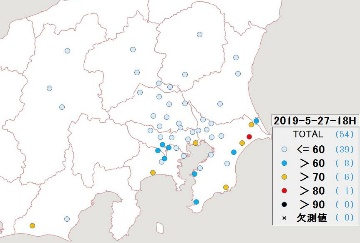 2019-5-27-18H
TOTAL (54)
<= 60 (39)
> 60 ( 8)
> 70 ( 6)
> 80 ( 1)
> 90 ( 0)
× 欠測値 ( 0)